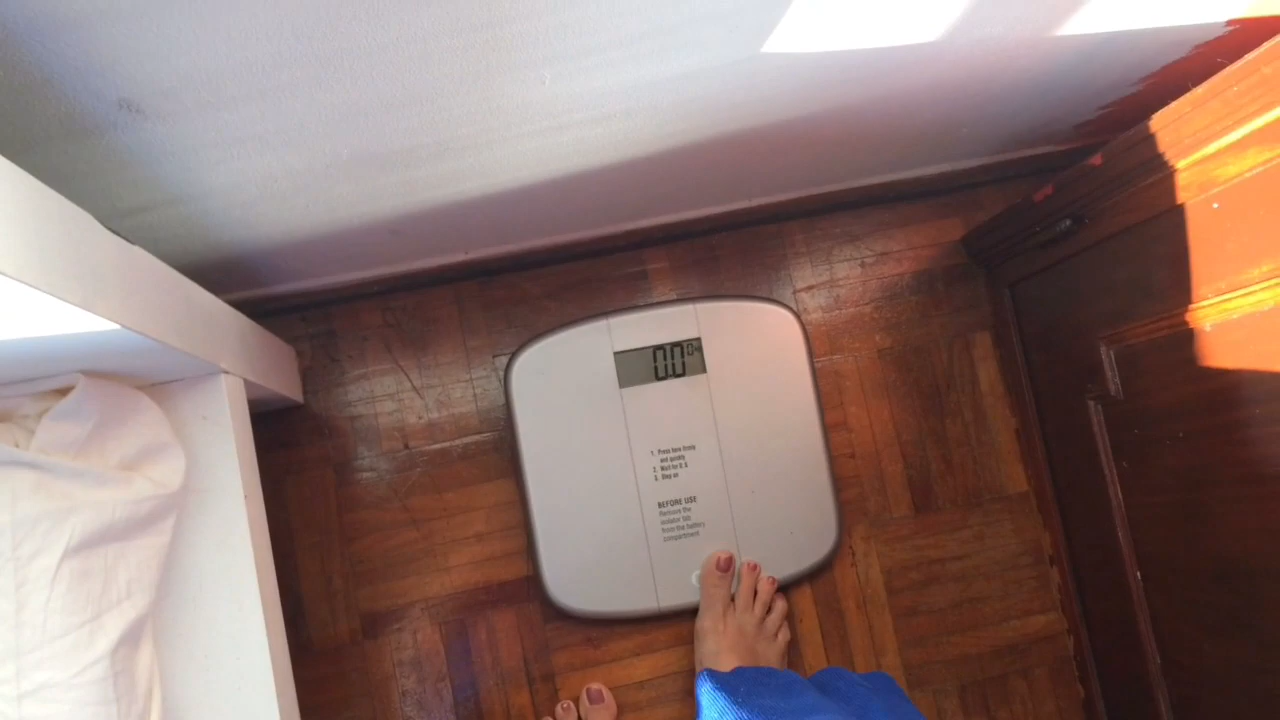 0.0
1. Press here firmly
and quickly
2. Wait for 0.0
3. Step on
BEFORE USE
Remove the
isolator tab
from the battery
compartment